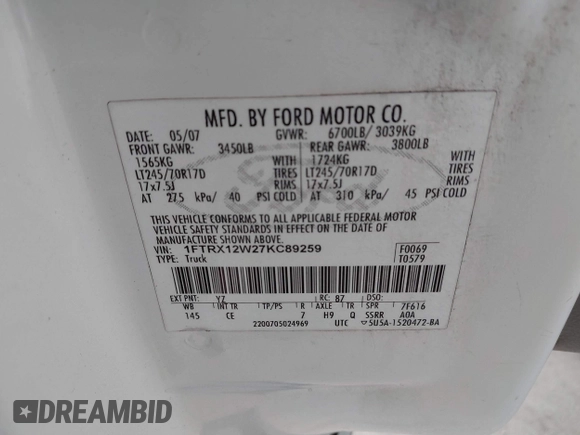 MFD. BY FORD MOTOR CO.
DATE: 05/07 GVWR: 6700LB/ 3039KG
FRONT GAWR: 3450LB REAR GAWR: 3800LB
1565KG WITH 1724KG WITH
LT245/70R17D TIRES LT245/70R17D TIRES
17x7.5J RIMS 17x7.5J RIMS
AT 275 kPa/ 40 PSI COLD AT 310 kPa/ 45 PSI COLD
THIS VEHICLE CONFORMS TO ALL APPLICABLE FEDERAL MOTOR
VEHICLE SAFETY STANDARDS IN EFFECT ON THE DATE OF
MANUFACTURE SHOWN ABOVE.
VIN: 1FTRX12W27KC89259 F0069
TYPE: Truck T0579
EXT PNT: YZ RC: 87 DSO:
WB INT TR TP/PS R AXLE TR SPR 7F616
145 CE 7 H9 Q SSRR A0A
2200705024969 UTC ▽5U5A-1520472-BA
DREAMBID